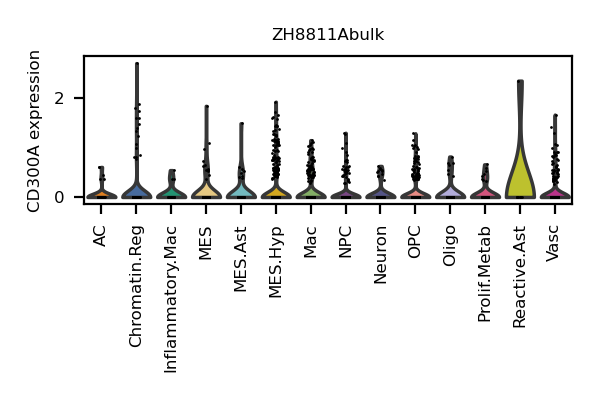 ZH8811Abulk
CD300A expression
2
0
AC
Chromatin.Reg
Inflammatory.Mac
MES
MES.Ast
MES.Hyp
Mac
NPC
Neuron
OPC
Oligo
Prolif.Metab
Reactive.Ast
Vasc